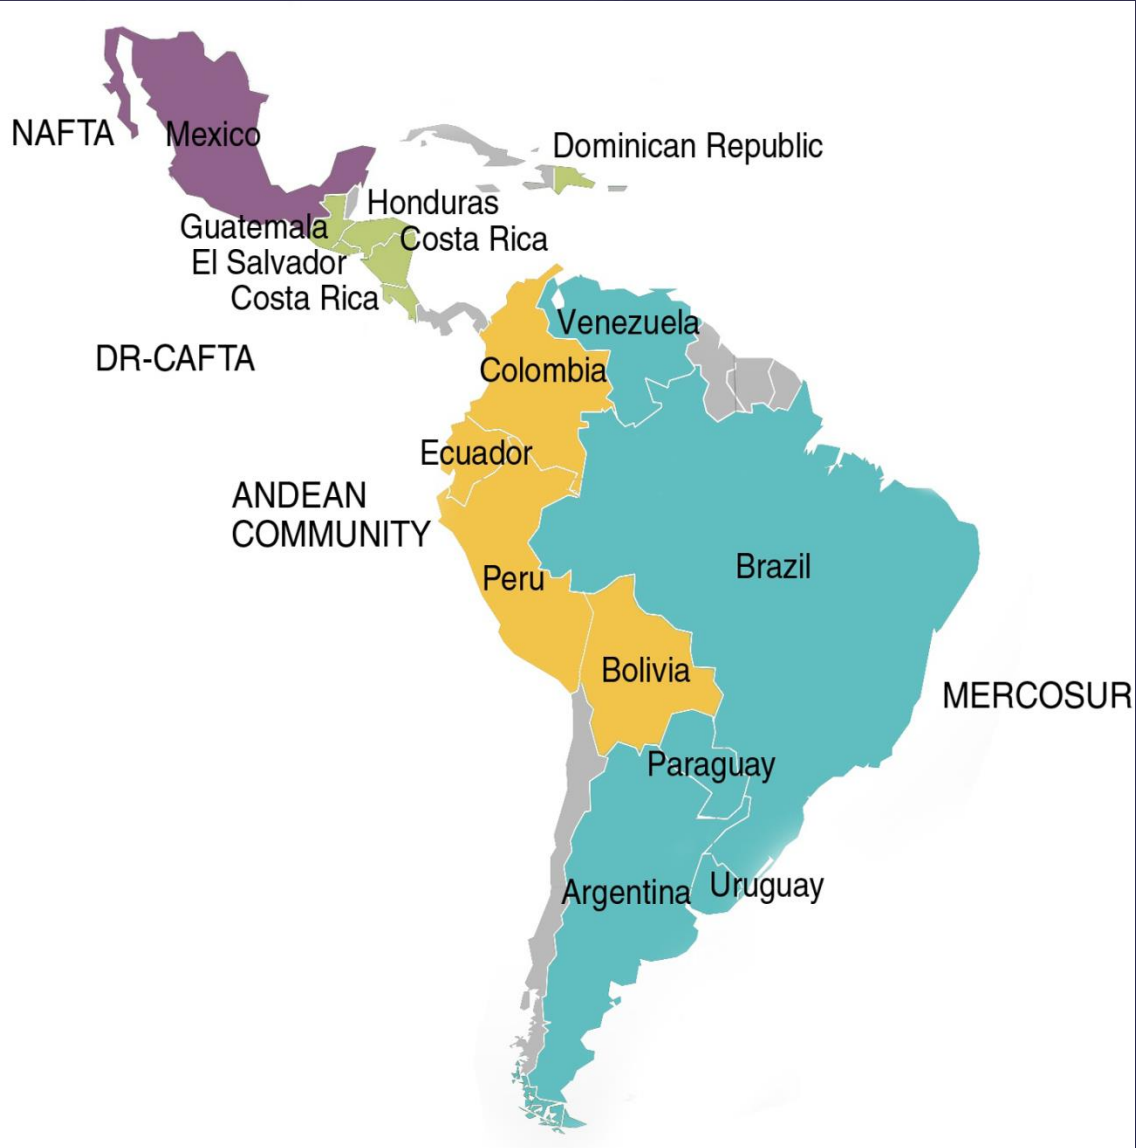 NAFTA
Mexico
Dominican Republic
Honduras
Guatemala
Costa Rica
El Salvador
Costa Rica
DR-CAFTA
Venezuela
Colombia
Ecuador
ANDEAN
COMMUNITY
Peru
Brazil
Bolivia
MERCOSUR
Paraguay
Argentina
Uruguay